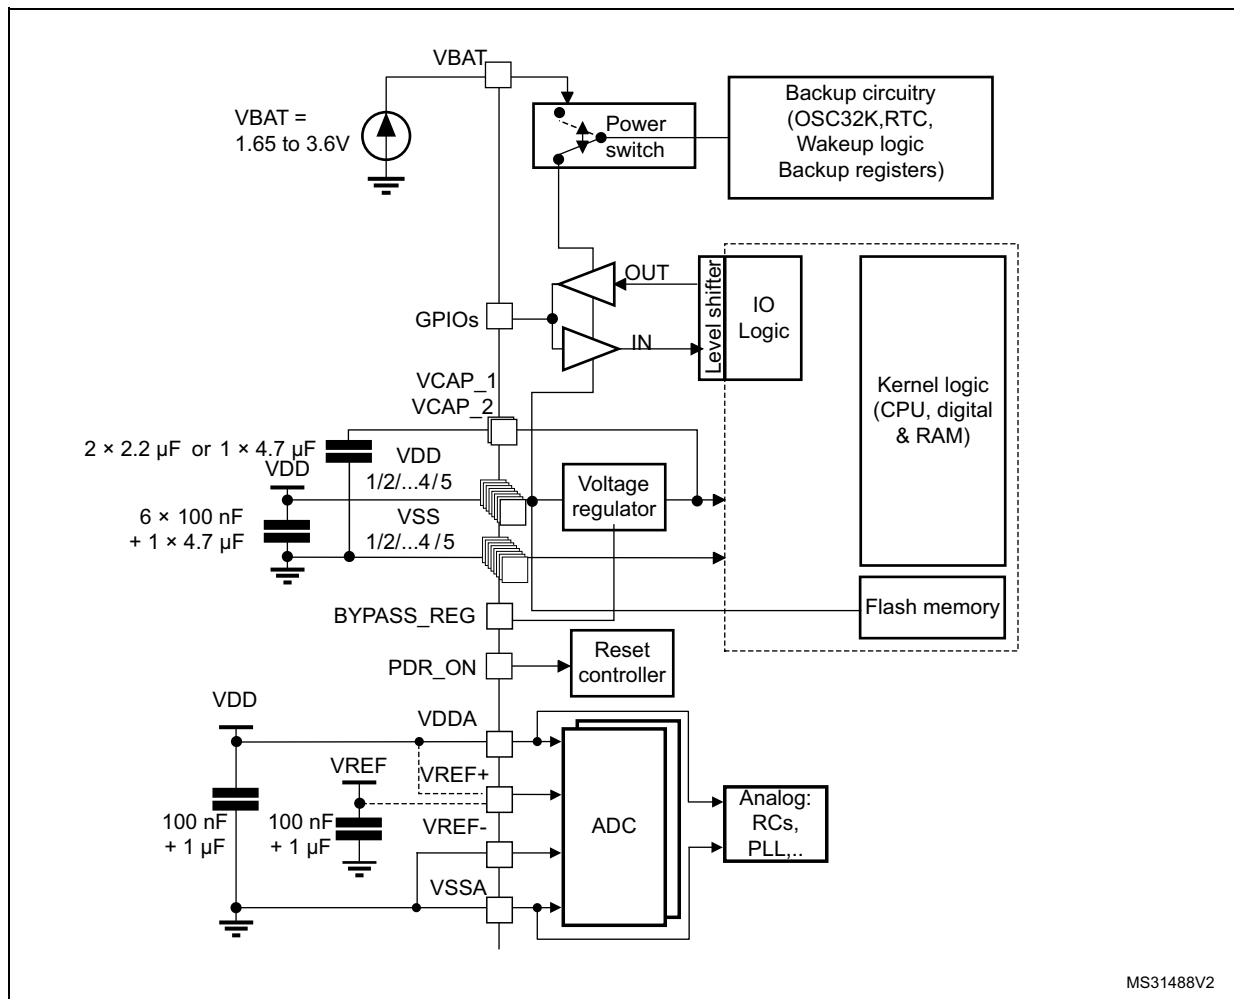 VBAT
VBAT =
1.65 to 3.6V
Power
switch
Backup circuitry
(OSC32K,RTC,
Wakeup logic
Backup registers)
OUT
GPIOs
IN
Level shifter
IO
Logic
Kernel logic
(CPU, digital
& RAM)
VCAP_1
VCAP_2
2 × 2.2 µF or 1 × 4.7 µF
VDD
VDD
1/2/...4/5
Voltage
regulator
6 × 100 nF
+ 1 × 4.7 µF
VSS
1/2/...4/5
Flash memory
BYPASS_REG
PDR_ON
Reset
controller
VDD
VDDA
VREF
VREF+
100 nF
+ 1 µF
100 nF
+ 1 µF
VREF-
ADC
Analog:
RCs,
PLL,..
VSSA
MS31488V2